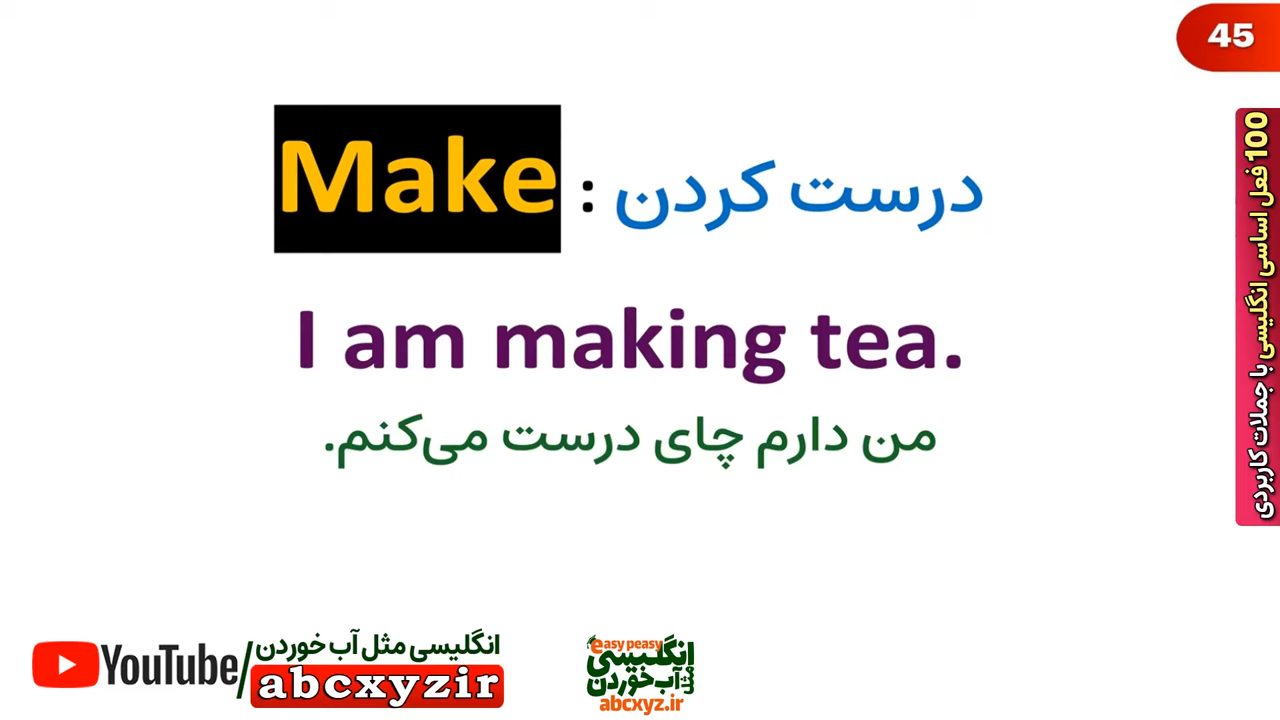 45
Make : درست کردن
I am making tea.
من دارم چای درست می‌کنم.
100 فعل اساسی انگلیسی با جملات کاربردی
YouTube/انگلیسی مثل آب خوردن
abcxyzir
easy peasy
انگلیسی
مثل آب خوردن
abcxyz.ir